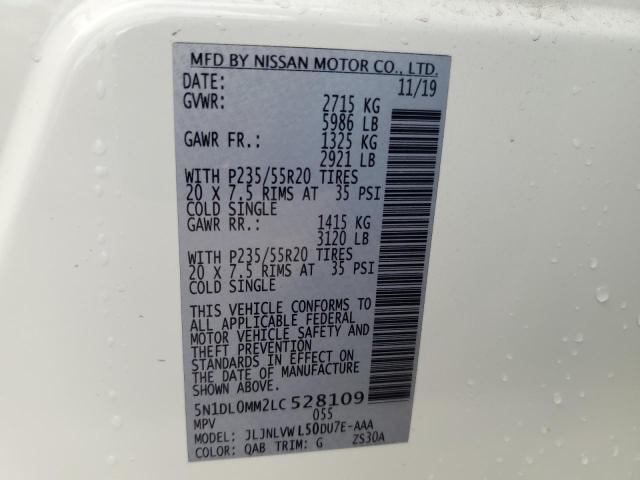 MFD BY NISSAN MOTOR CO., LTD.
DATE: 11/19
GVWR: 2715 KG
5986 LB
GAWR FR.: 1325 KG
2921 LB
WITH P235/55R20 TIRES
20 X 7.5 RIMS AT 35 PSI
COLD SINGLE
GAWR RR.: 1415 KG
3120 LB
WITH P235/55R20 TIRES
20 X 7.5 RIMS AT 35 PSI
COLD SINGLE
THIS VEHICLE CONFORMS TO
ALL APPLICABLE FEDERAL
MOTOR VEHICLE SAFETY AND
THEFT PREVENTION
STANDARDS IN EFFECT ON
THE DATE OF MANUFACTURE
SHOWN ABOVE.
5N1DL0MM2LC528109
MPV 055
MODEL: JLJNLVWL50DU7E-AAA
COLOR: QAB TRIM: G ZS30A